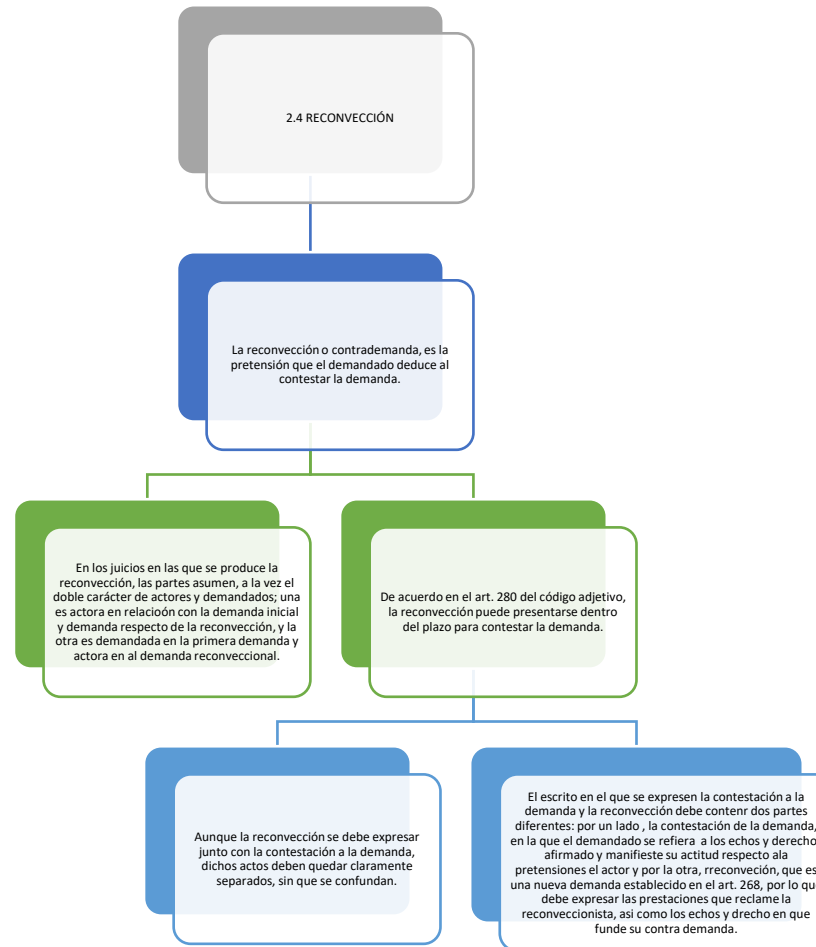 2.4 RECONVECCIÓN
La reconvección o contrademanda, es la
pretensión que el demandado deduce al
contestar la demanda.
En los juicios en las que se produce la
reconvección, las partes asumen, a la vez el
doble carácter de actores y demandados; una
es actora en relacioón con la demanda inicial
y demanda respecto de la reconvección, y la
otra es demandada en la primera demanda y
actora en al demanda reconveccional.
De acuerdo en el art. 280 del código adjetivo,
la reconvección puede presentarse dentro
del plazo para contestar la demanda.
Aunque la reconvección se debe expresar
junto con la contestación a la demanda,
dichos actos deben quedar claramente
separados, sin que se confundan.
El escrito en el que se expresen la contestación a la
demanda y la reconvección debe contenr dos partes
diferentes: por un lado , la contestación de la demanda,
en la que el demandado se refiera a los echos y derecho
afirmado y manifieste su actitud respecto ala
pretensiones el actor y por la otra, rreconveción, que es
una nueva demanda establecido en el art. 268, por lo qu
debe expresar las prestaciones que reclame la
reconveccionista, asi como los echos y drecho en que
funde su contra demanda.